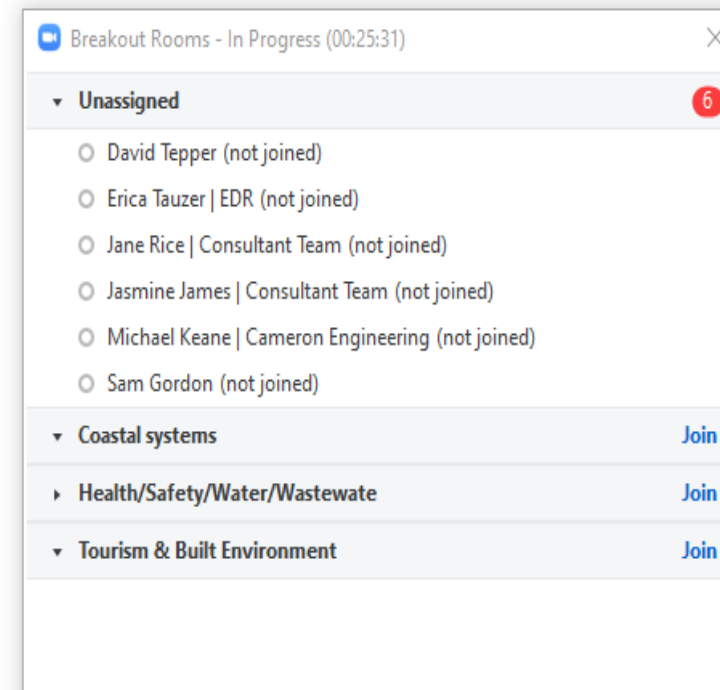 Breakout Rooms - In Progress (00:25:31)
Unassigned 6
David Tepper (not joined)
Erica Tauzer | EDR (not joined)
Jane Rice | Consultant Team (not joined)
Jasmine James | Consultant Team (not joined)
Michael Keane | Cameron Engineering (not joined)
Sam Gordon (not joined)
Coastal systems Join
Health/Safety/Water/Wastewate Join
Tourism & Built Environment Join